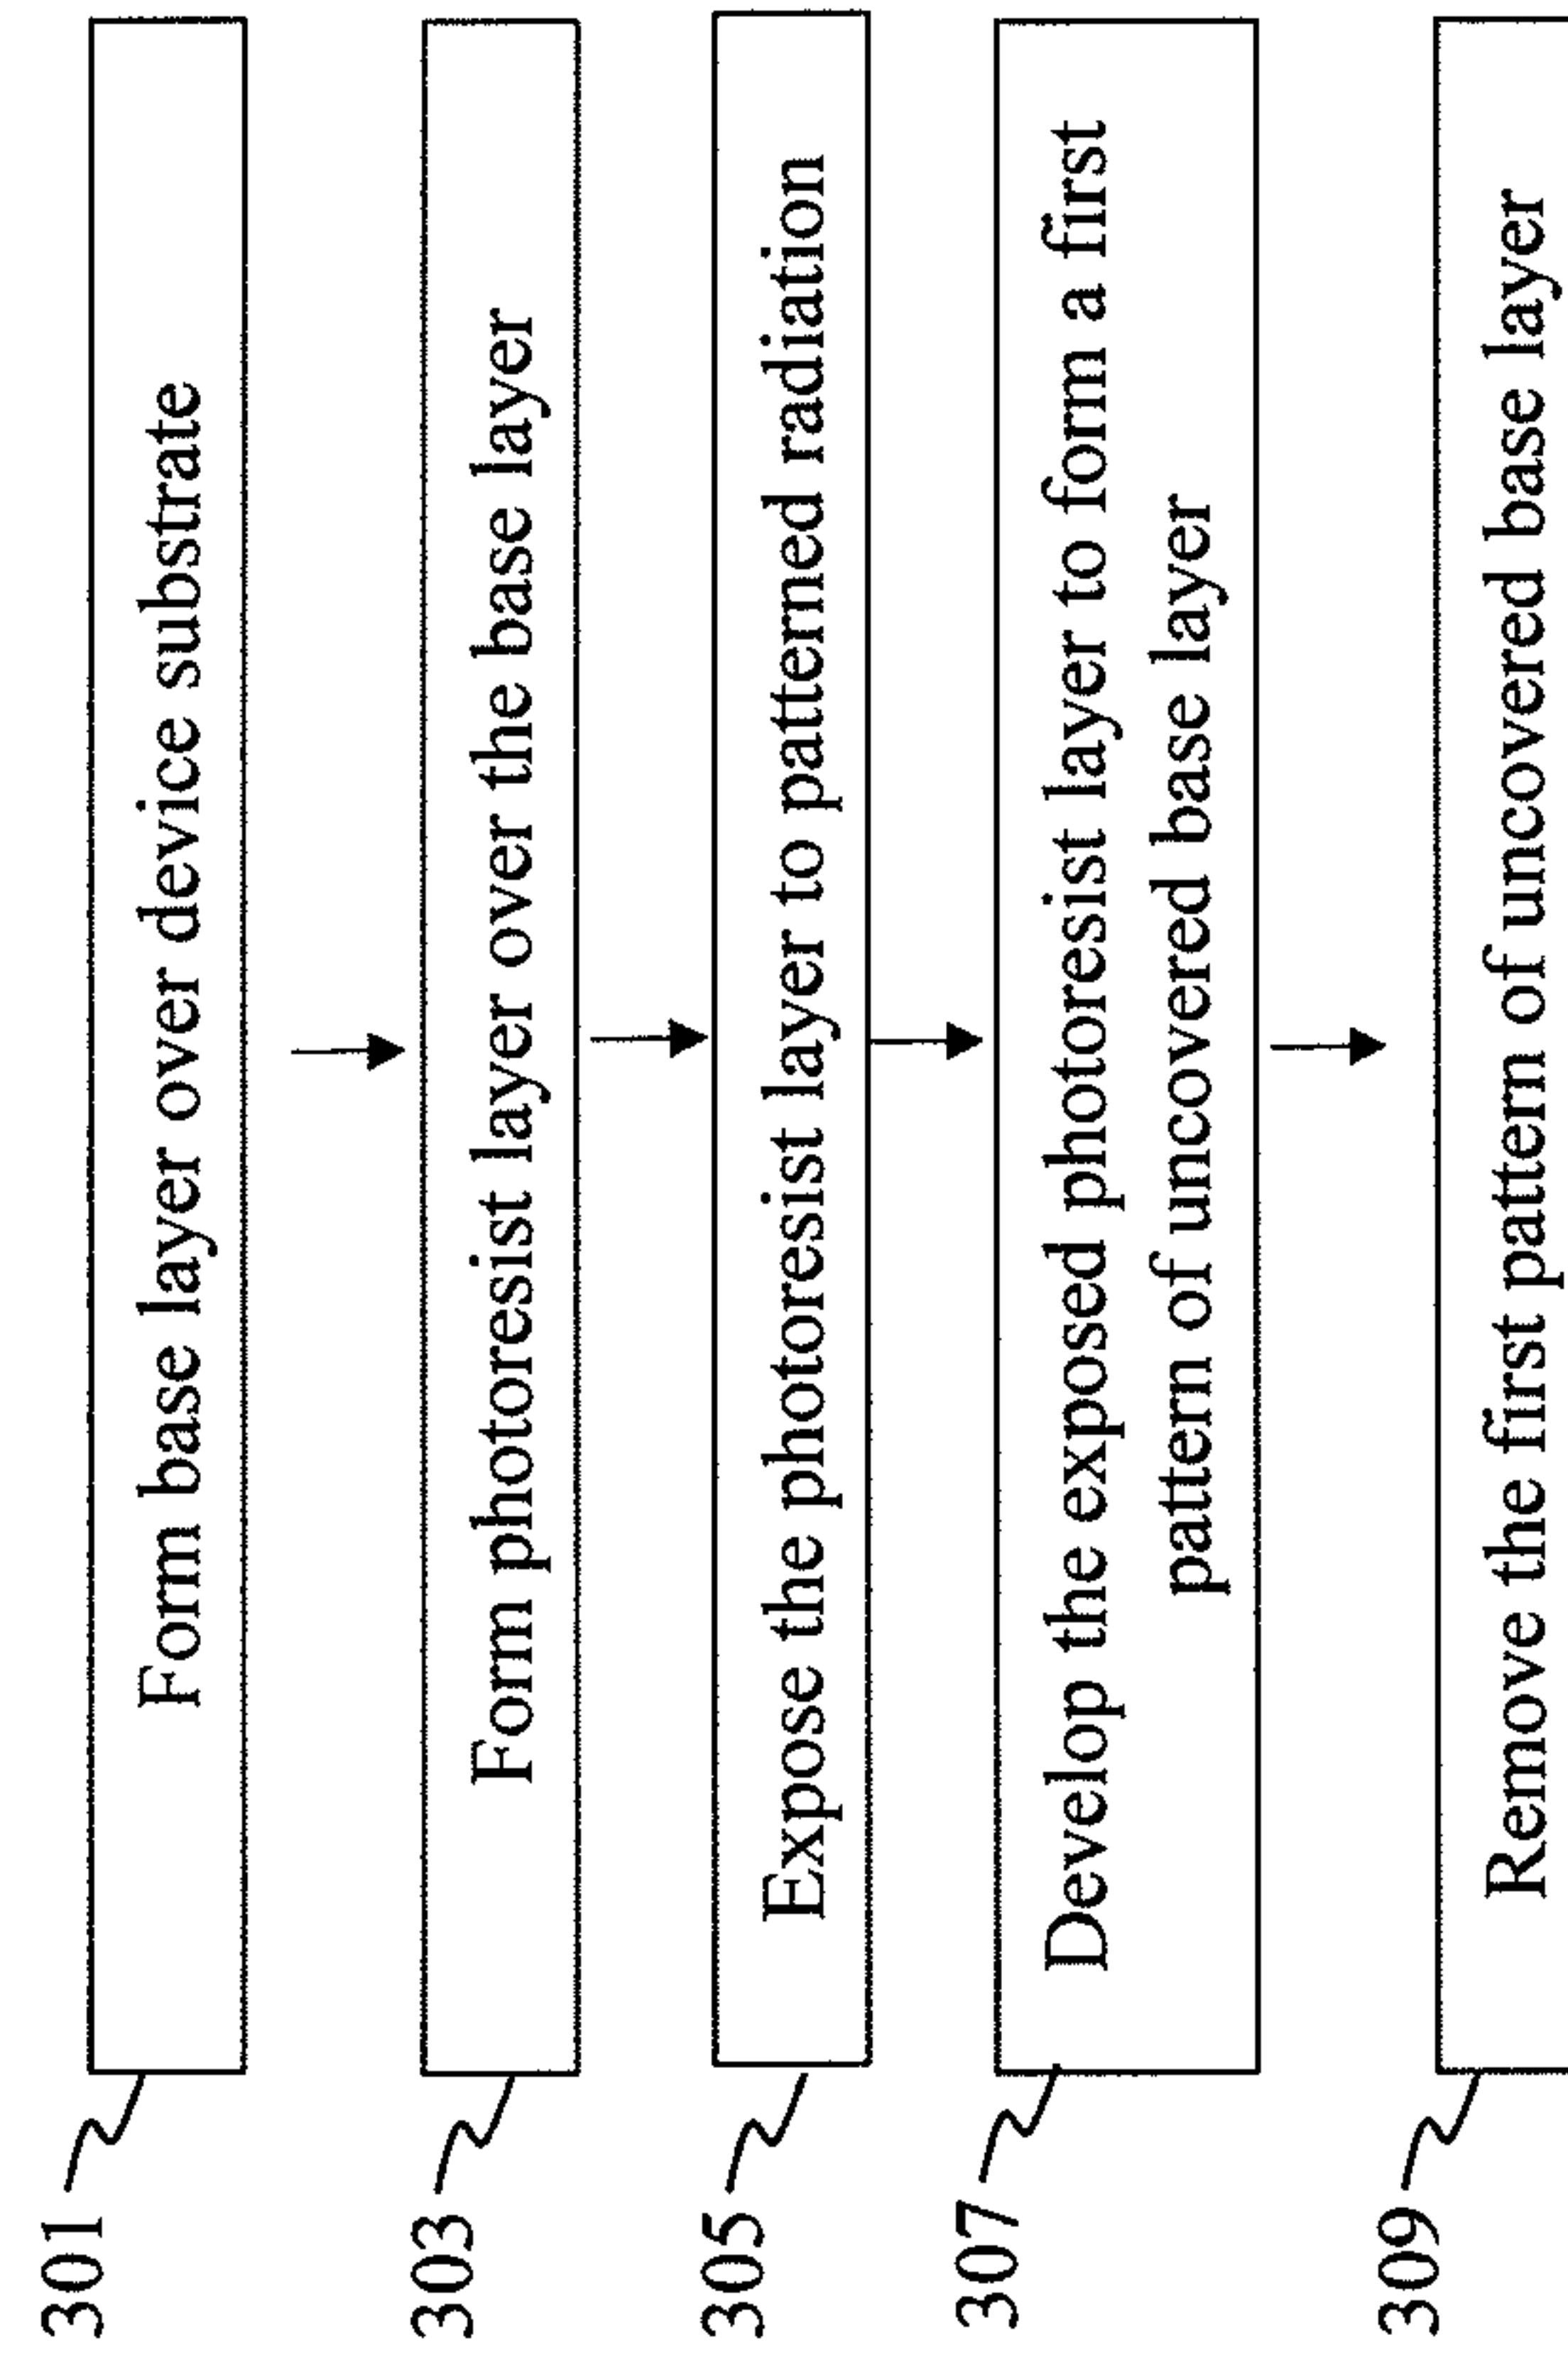 301
Form base layer over device substrate
303
Form photoresist layer over the base layer
305
Expose the photoresist layer to patterned radiation
307
Develop the exposed photoresist layer to form a first
pattern of uncovered base layer
309
Remove the first pattern of uncovered base layer